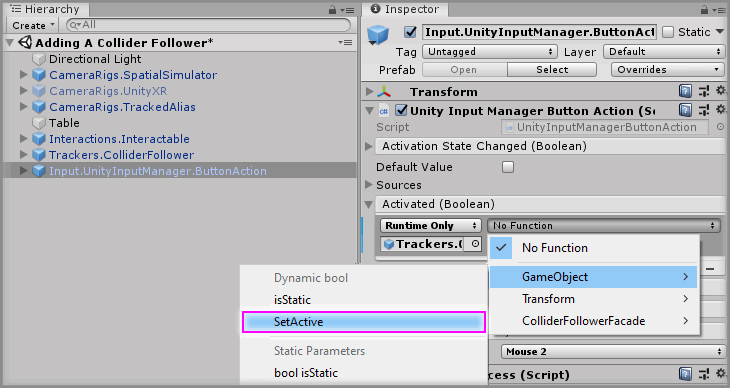 Hierarchy
Create
All
Adding A Collider Follower*
Directional Light
CameraRigs.SpatialSimulator
CameraRigs.UnityXR
CameraRigs.TrackedAlias
Table
Interactions.Interactable
Trackers.ColliderFollower
Input.UnityInputManager.ButtonAction
Inspector
Input.UnityInputManager.ButtonAct
Static
Tag Untagged Layer Default
Prefab Open Select Overrides
Transform
Unity Input Manager Button Action (Sc
Script UnityInputManagerButtonAction
Activation State Changed (Boolean)
Default Value
Sources
Activated (Boolean)
Runtime Only No Function
Trackers.
No Function
GameObject
Transform
ColliderFollowerFacade
Dynamic bool
isStatic
SetActive
Static Parameters
bool isStatic
Mouse 2
cess (Script)